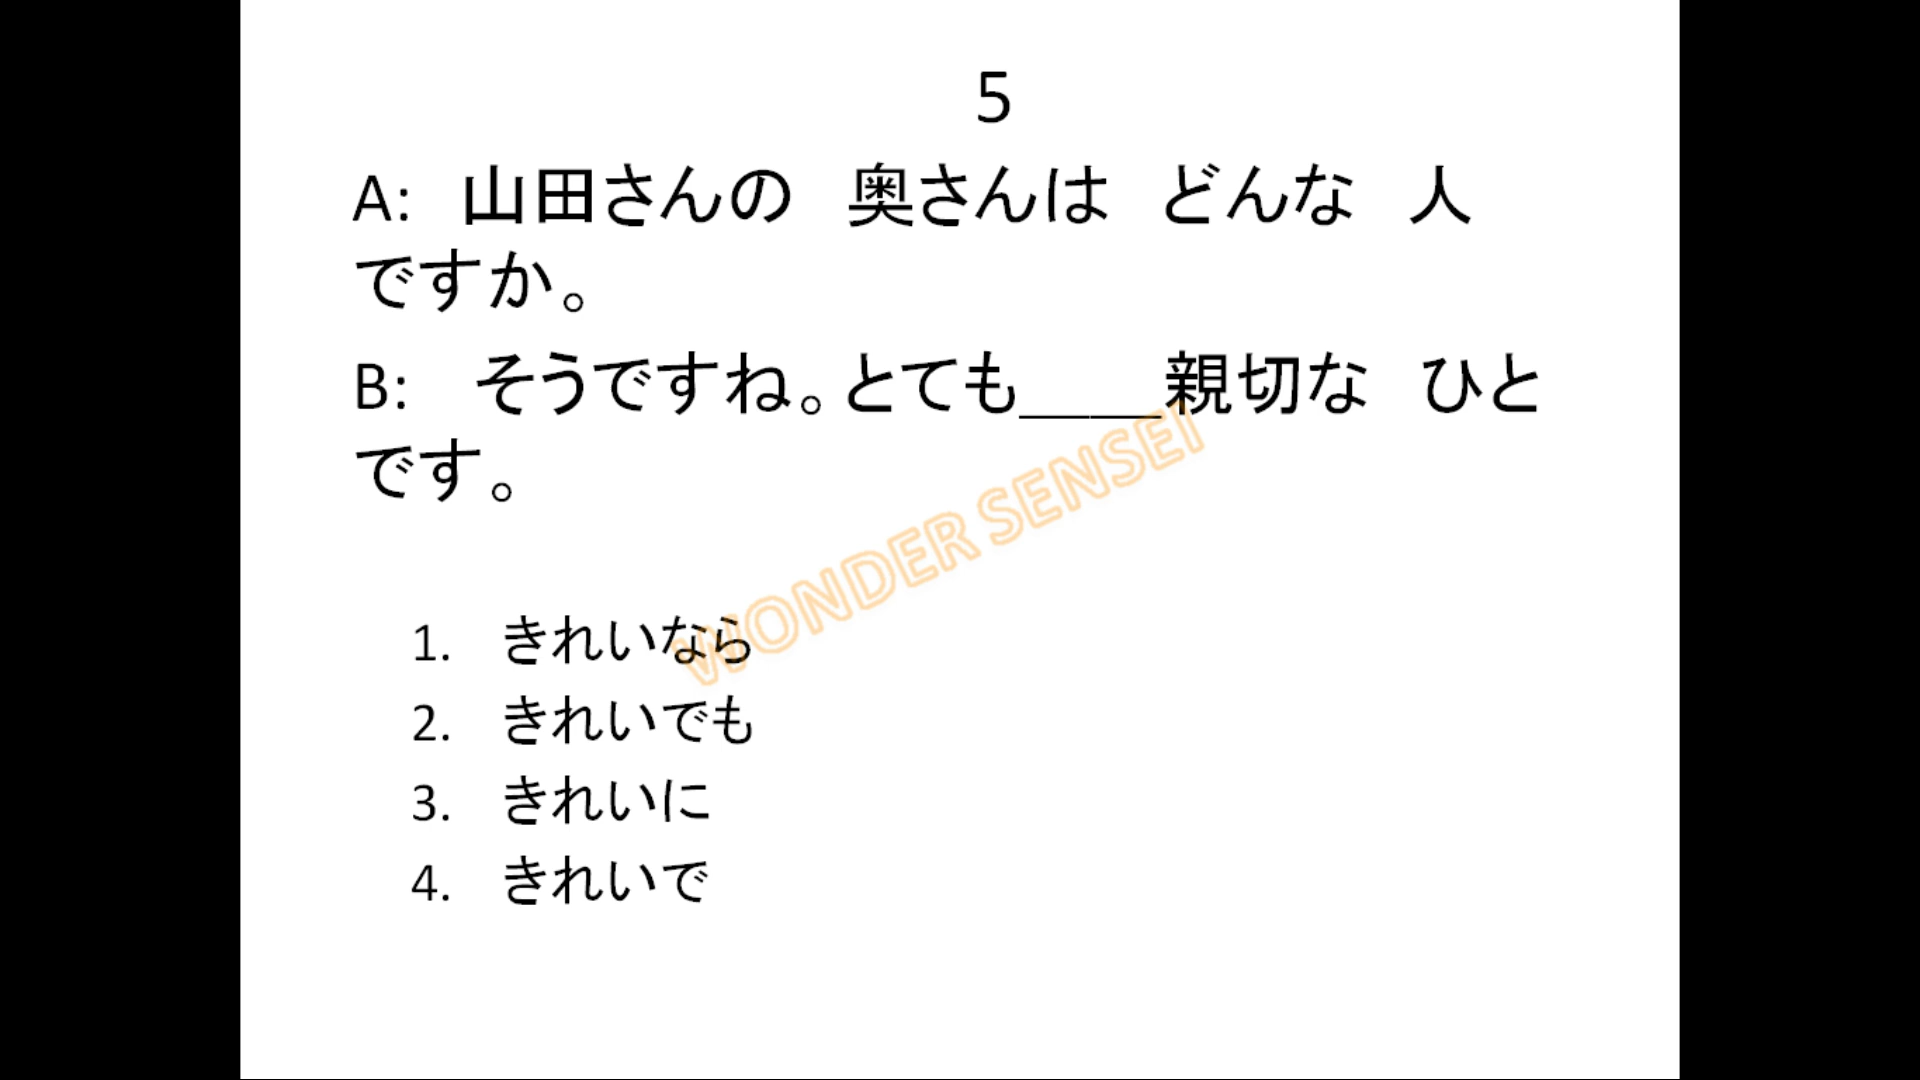 5
A:　山田さんの　奥さんは　どんな　人
ですか。
B:　そうですね。とても____親切な　ひと
です。
WONDER SENSEI
1.　きれいなら
2.　きれいでも
3.　きれいに
4.　きれいで